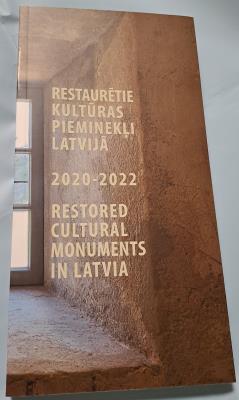 RESTAURĒTIE
KULTŪRAS
PIEMINEKĻI
LATVIJĀ
2020-2022
RESTORED
CULTURAL
MONUMENTS
IN LATVIA